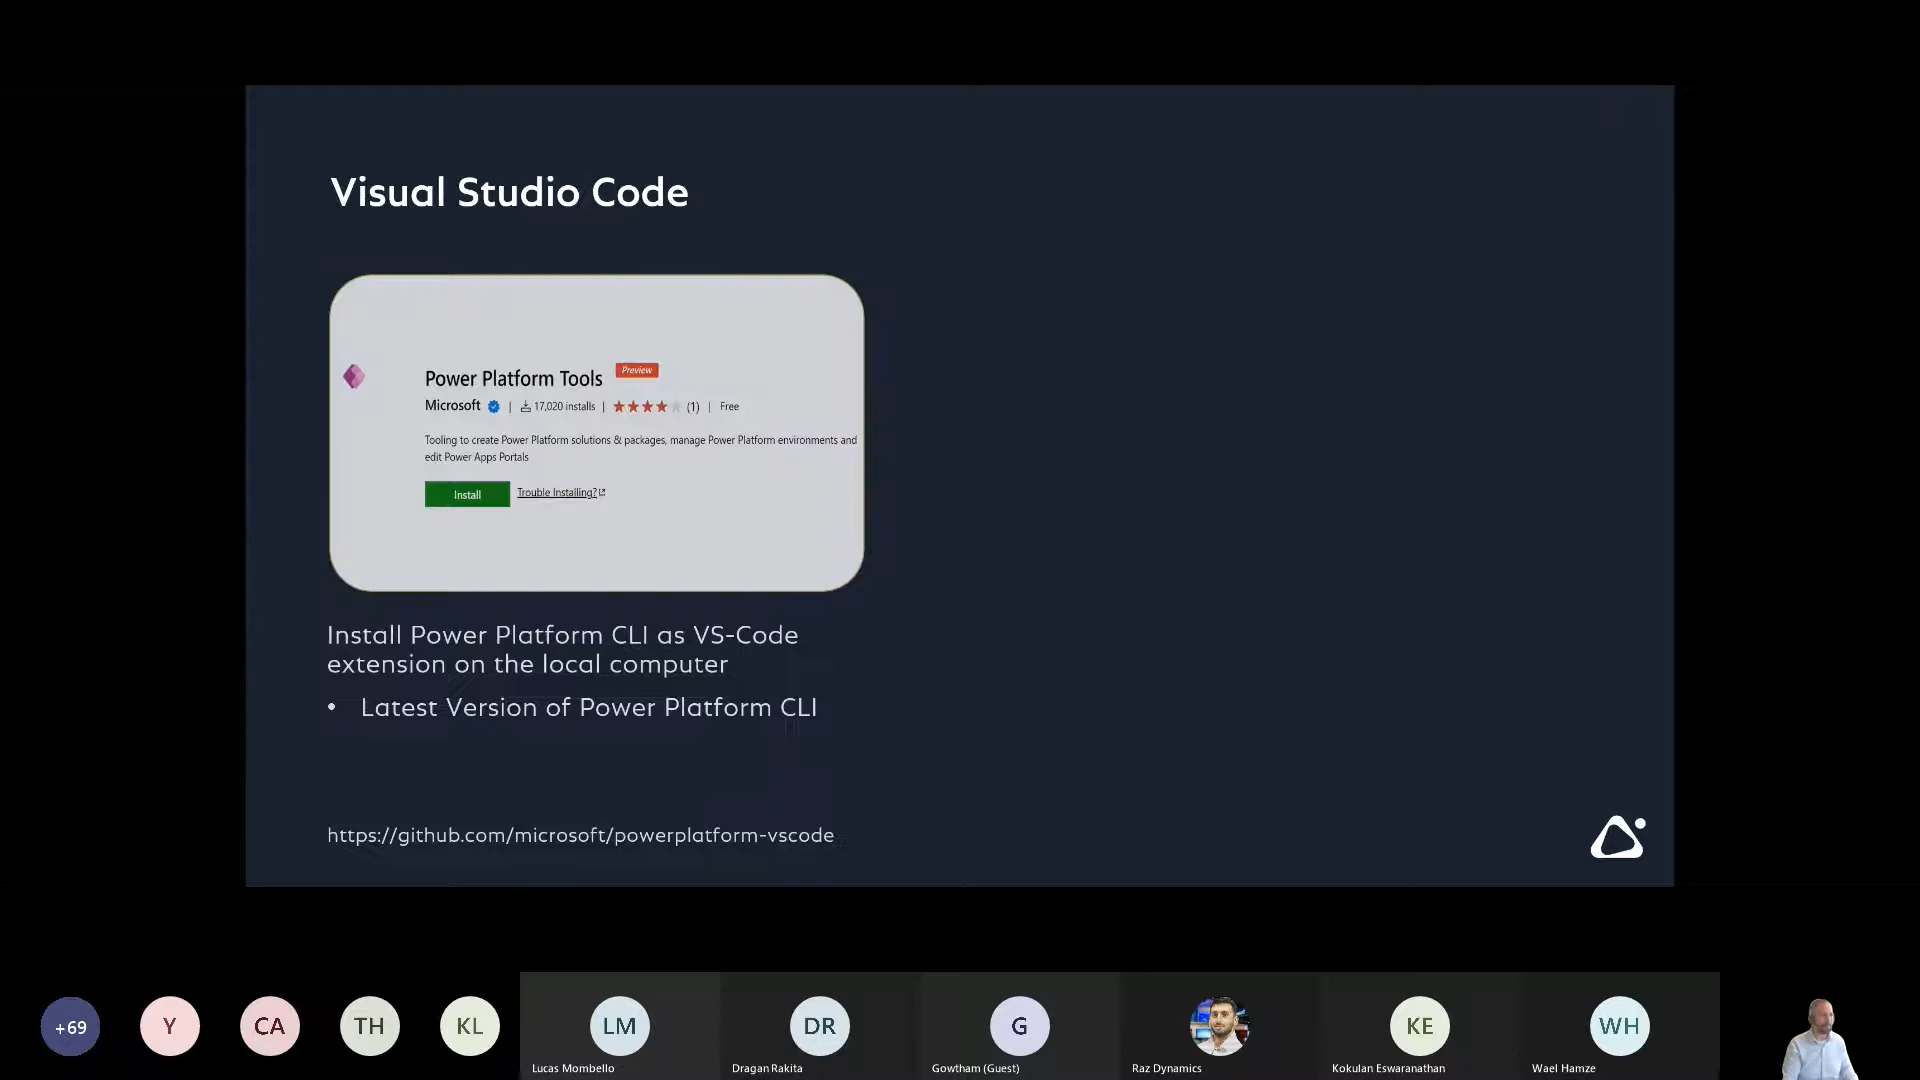 Visual Studio Code
Power Platform Tools Preview
Microsoft | 17,020 installs | (1) | Free
Tooling to create Power Platform solutions & packages, manage Power Platform environments and
edit Power Apps Portals
Install Trouble Installing?
Install Power Platform CLI as VS-Code
extension on the local computer
• Latest Version of Power Platform CLI
https://github.com/microsoft/powerplatform-vscode
+69 Y CA TH KL LM DR G KE WH
Lucas Mombello Dragan Rakita Gowtham (Guest) Raz Dynamics Kokulan Eswaranathan Wael Hamze